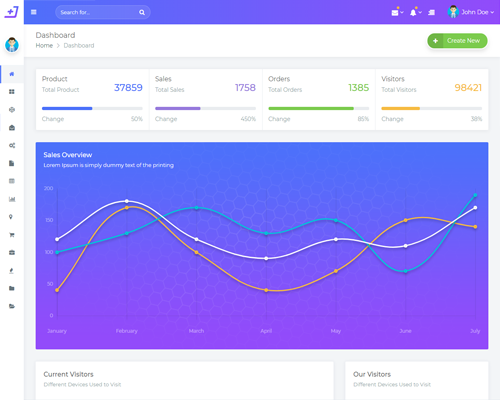 Search for...
John Doe
Dashboard
Home > Dashboard
Create New
Product
Total Product 37859
Change 50%
Sales
Total Sales 1758
Change 450%
Orders
Total Orders 1385
Change 85%
Visitors
Total Visitors 98421
Change 38%
Sales Overview
Lorem Ipsum is simply dummy text of the printing
200
150
100
50
0
January February March April May June July
Current Visitors
Different Devices Used to Visit
Our Visitors
Different Devices Used to Visit